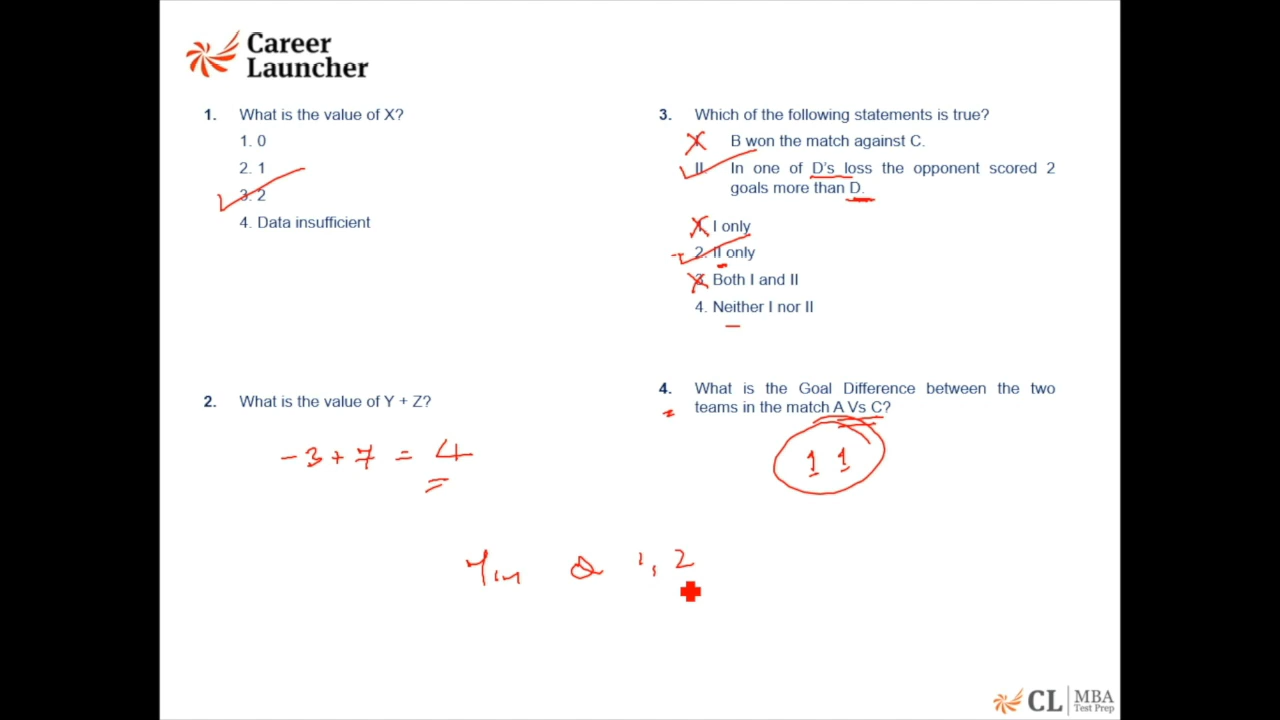 Career
Launcher
1. What is the value of X?
1. 0
2. 1
3. 2
4. Data insufficient
2. What is the value of Y + Z?
-3 + 7 = 4
3. Which of the following statements is true?
B won the match against C.
II In one of D's loss the opponent scored 2
goals more than D.
I only
2. II only
3. Both I and II
4. Neither I nor II
4. What is the Goal Difference between the two
teams in the match A Vs C?
1 1
Q 1, 2
CL MBA
Test Prep